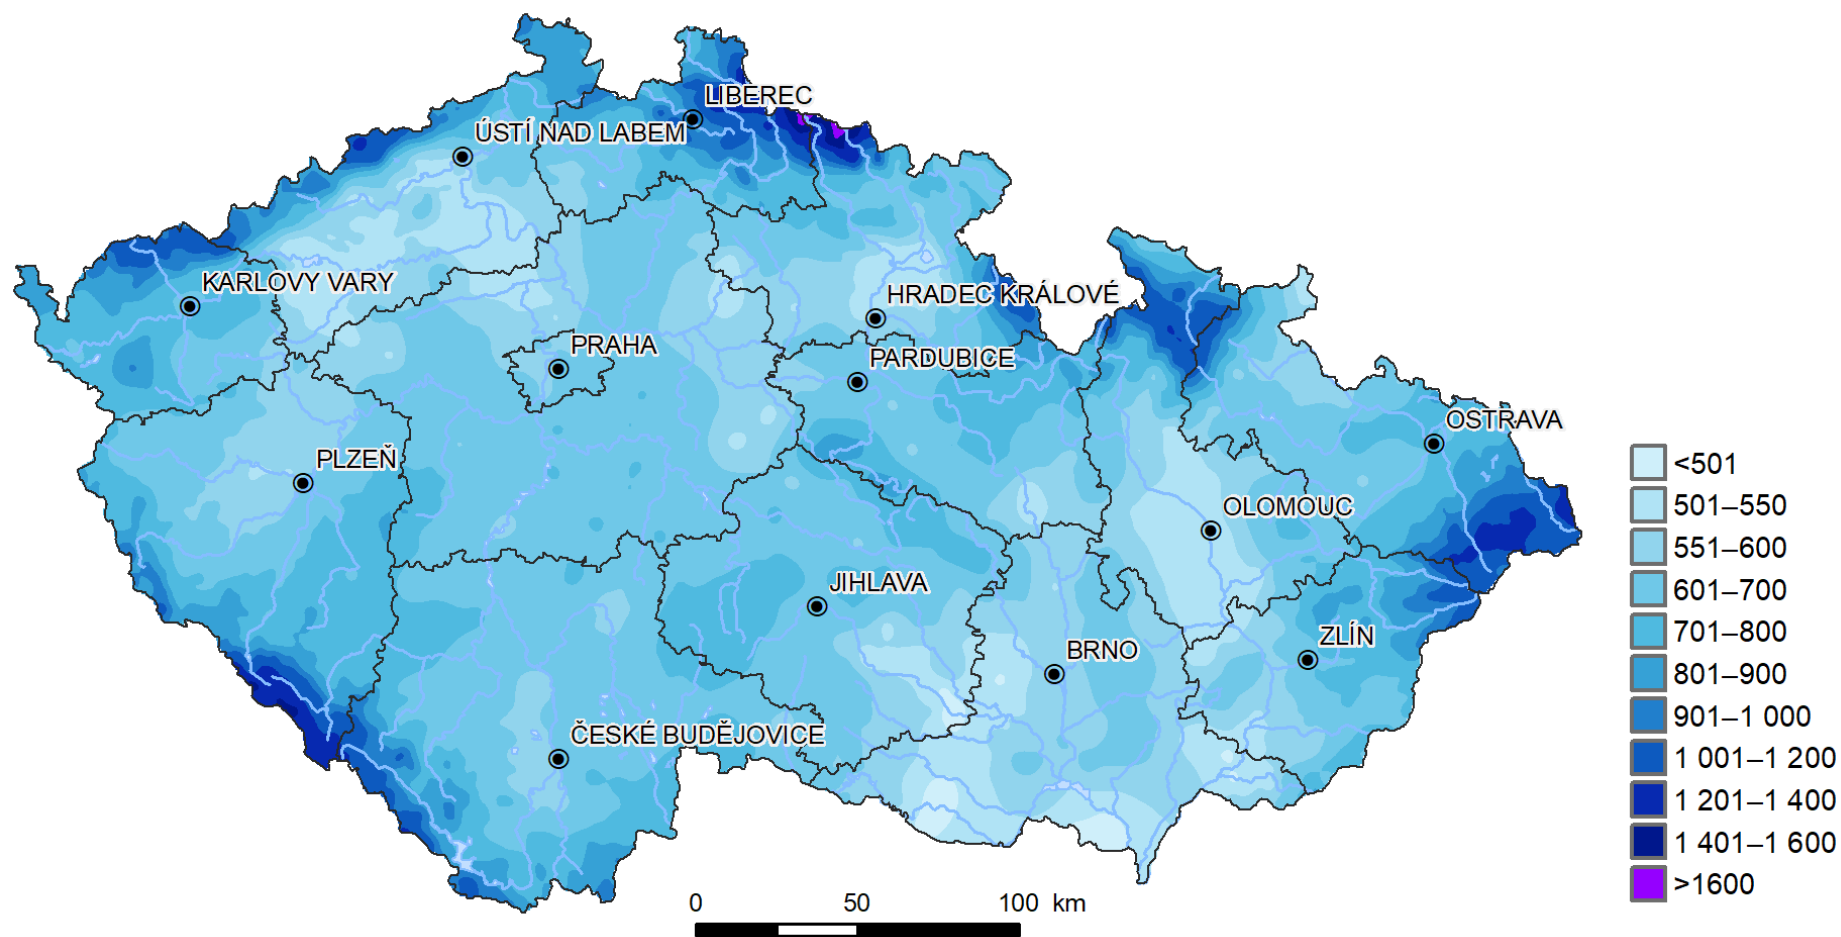 LIBEREC
ÚSTÍ NAD LABEM
KARLOVY VARY
HRADEC KRÁLOVÉ
PRAHA
PARDUBICE
OSTRAVA
PLZEŇ
OLOMOUC
JIHLAVA
ZLÍN
BRNO
ČESKÉ BUDĚJOVICE
<501
501–550
551–600
601–700
701–800
801–900
901–1 000
1 001–1 200
1 201–1 400
1 401–1 600
>1600
0 50 100 km